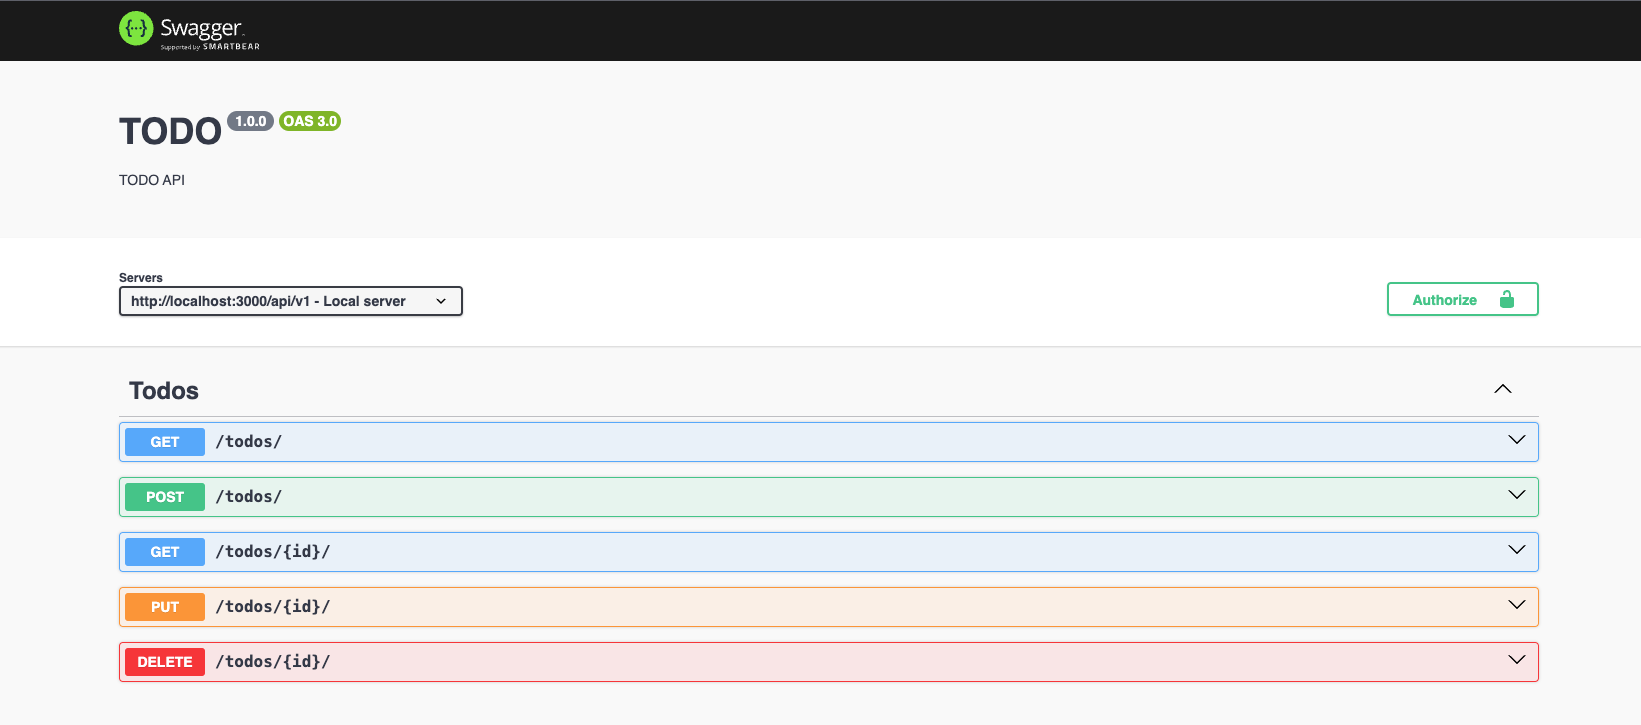 {··} Swagger
Supported by SMARTBEAR
TODO 1.0.0 OAS 3.0
TODO API
Servers
http://localhost:3000/api/v1 - Local server
Authorize
Todos
GET /todos/
POST /todos/
GET /todos/{id}/
PUT /todos/{id}/
DELETE /todos/{id}/